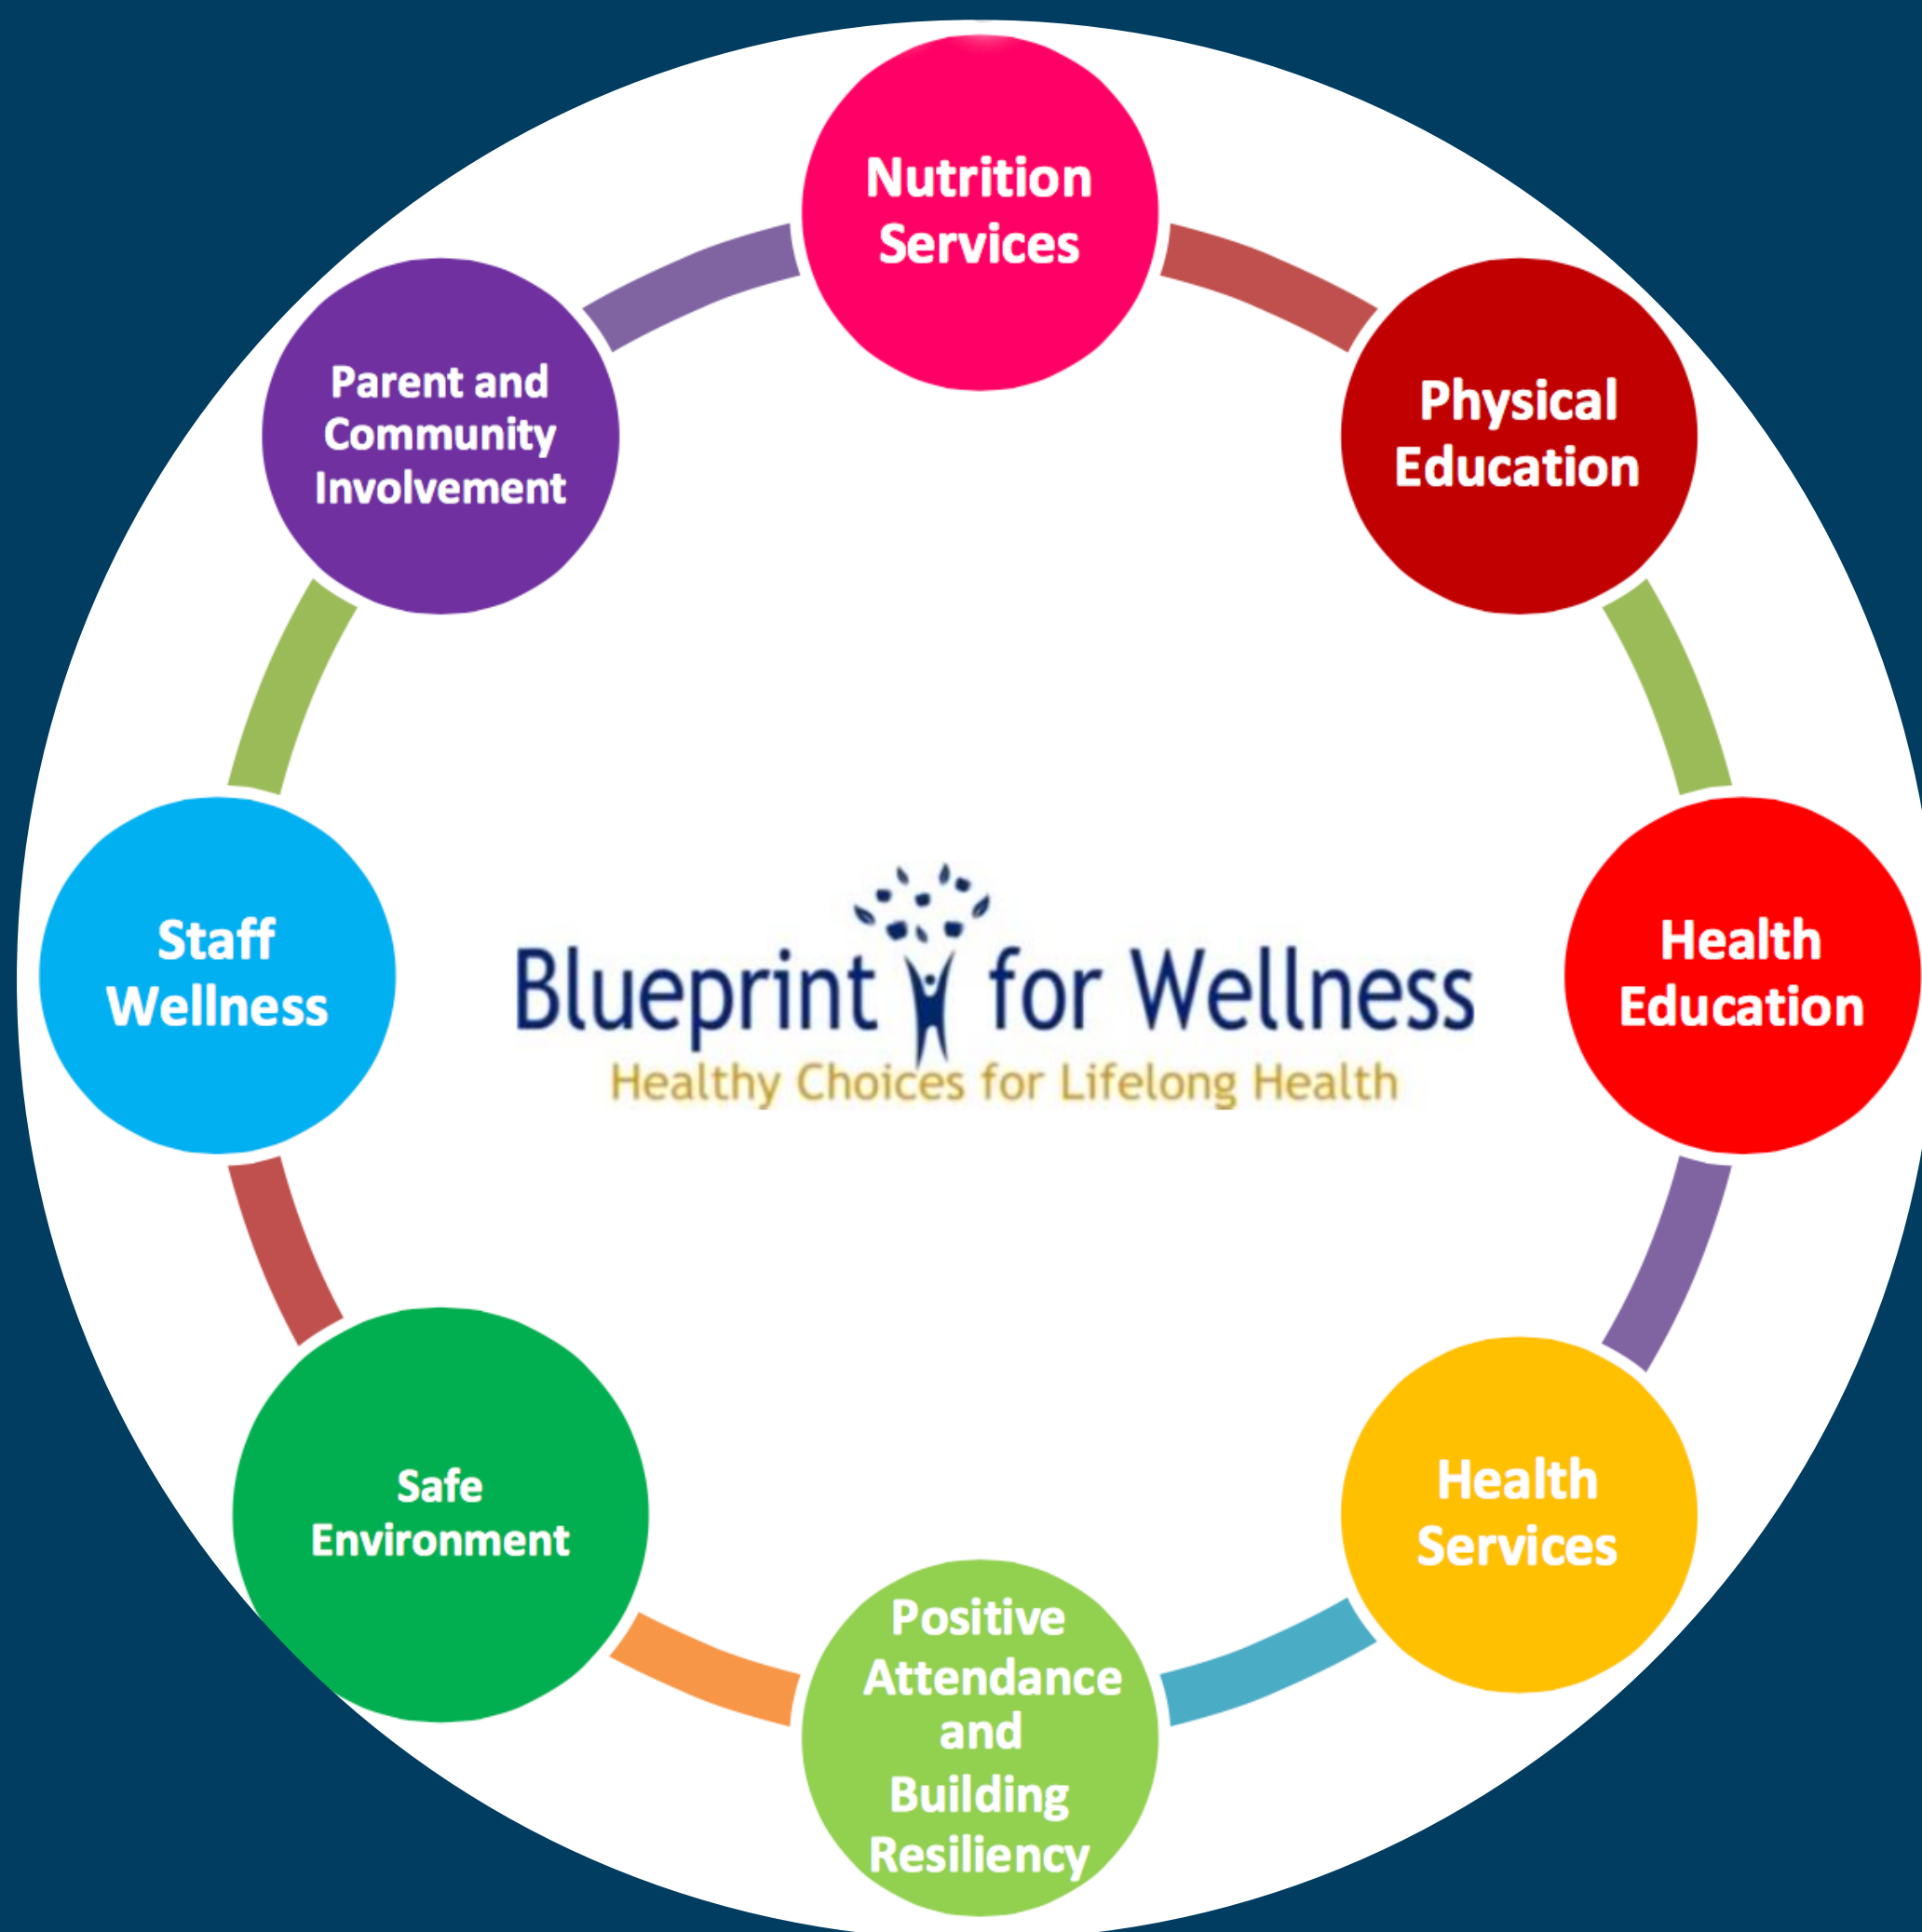 Nutrition
Services
Physical
Education
Health
Education
Health
Services
Positive
Attendance
and
Building
Resiliency
Safe
Environment
Staff
Wellness
Parent and
Community
Involvement
Blueprint for Wellness
Healthy Choices for Lifelong Health